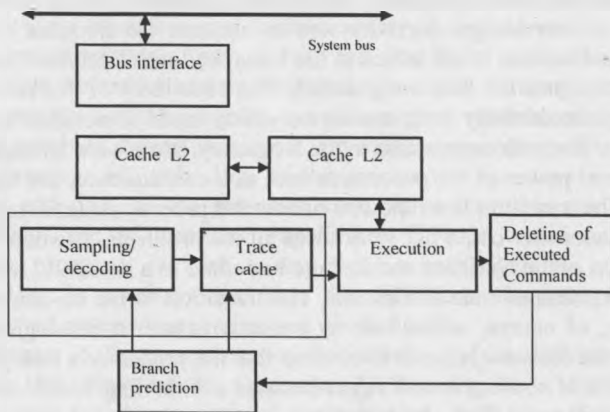 System bus
Bus interface
Cache L2
Cache L2
Sampling/
decoding
Trace
cache
Execution
Deleting of
Executed
Commands
Branch
prediction